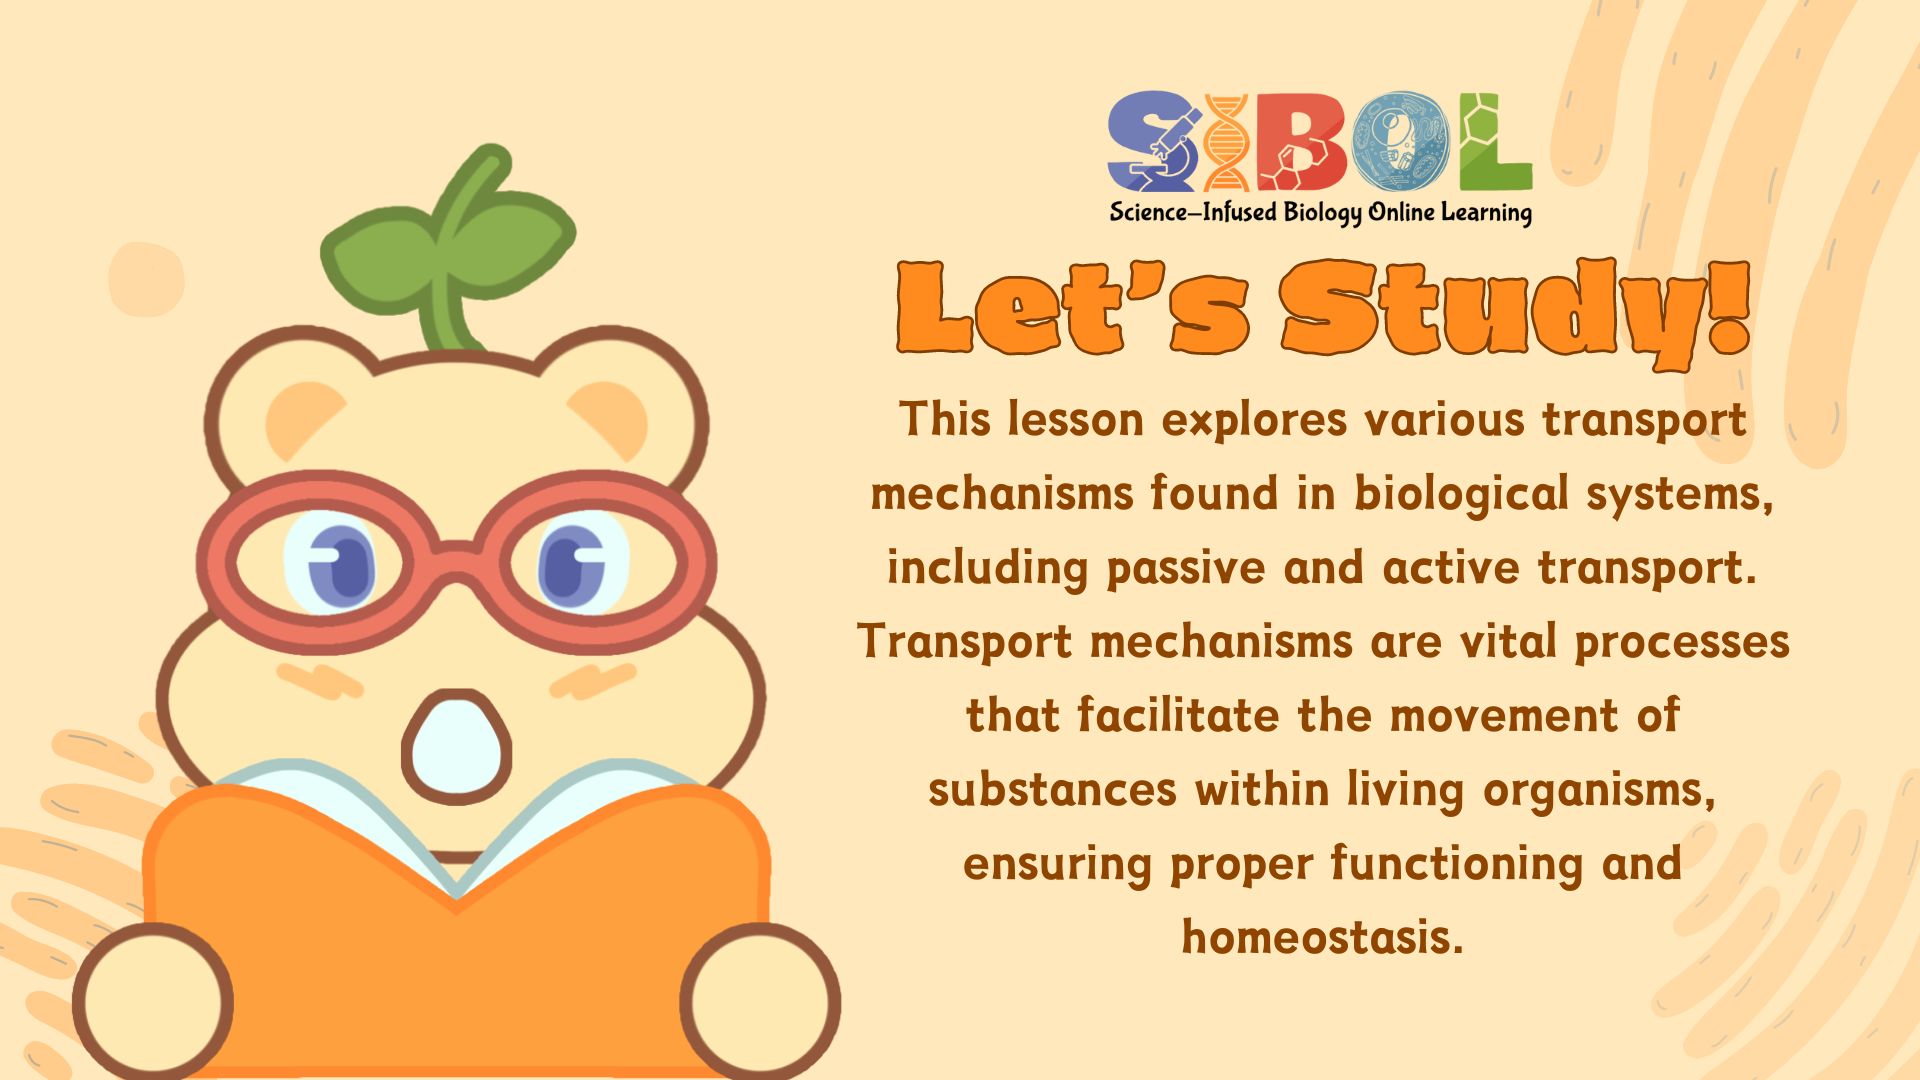 SIBOL
Science-Infused Biology Online Learning
Let's Study!
This lesson explores various transport
mechanisms found in biological systems,
including passive and active transport.
Transport mechanisms are vital processes
that facilitate the movement of
substances within living organisms,
ensuring proper functioning and
homeostasis.